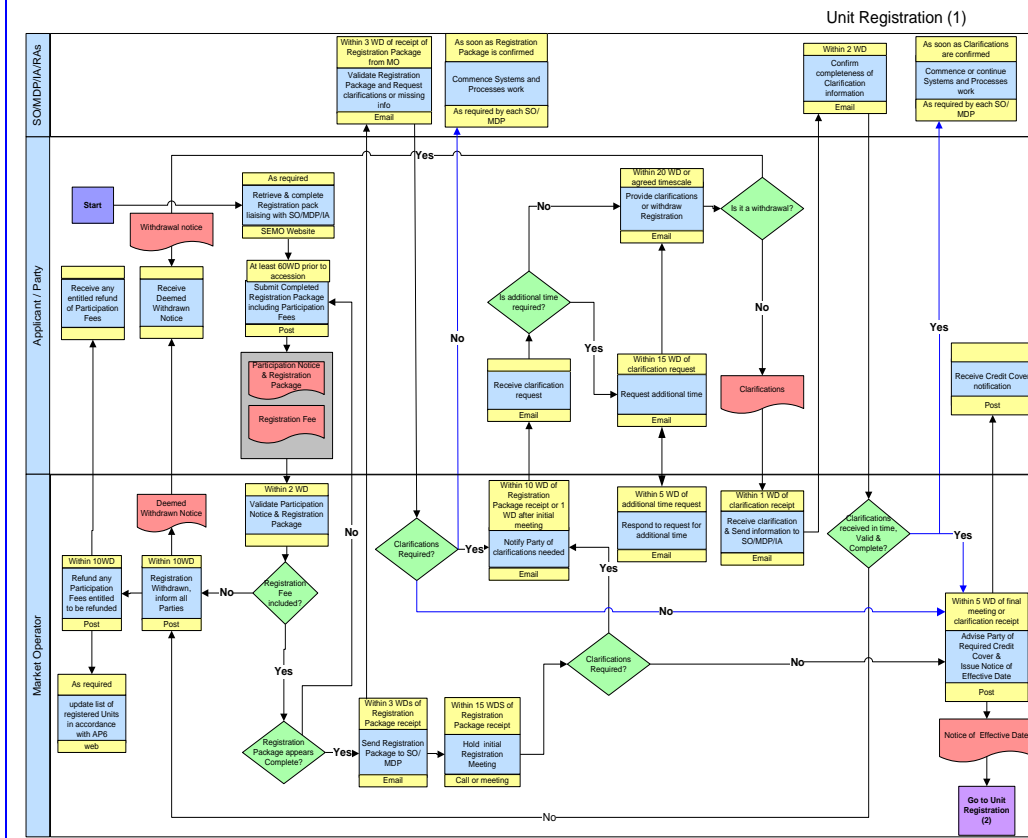 Unit Registration (1)
SO/MDP/IA/RAs
Within 3 WD of receipt of
Registration Package
from MO
Validate Registration
Package and Request
clarifications or missing
info
Email
As soon as Registration
Package is confirmed
Commence Systems and
Processes work
As required by each SO/
MDP
Within 2 WD
Confirm
completeness of
Clarification
information
Email
As soon as Clarifications
are confirmed
Commence or continue
Systems and Processes
work
As required by each SO/
MDP
Applicant / Party
Start
As required
Retrieve & complete
Registration pack
liaising with SO/MDP/IA
SEMO Website
Yes
Withdrawal notice
Receive any
entitled refund
of Participation
Fees
Receive
Deemed
Withdrawn
Notice
At least 60WD prior to
accession
Submit Completed
Registration Package
including Participation
Fees
Post
Participation Notice
& Registration
Package
Registration Fee
No
No
Is additional time
required?
Yes
Receive clarification
request
Email
Within 20 WD or
agreed timescale
Provide clarifications
or withdraw
Registration
Email
Within 15 WD of
clarification request
Request additional time
Email
Is it a withdrawal?
No
Clarifications
Yes
Receive Credit Cover
notification
Post
Market Operator
Deemed
Withdrawn Notice
Within 10WD
Refund any
Participation
Fees entitled
to be refunded
Post
Within 10WD
Registration
Withdrawn,
inform all
Parties
Post
As required
update list of
registered Units
in accordance
with AP6
web
Within 2 WD
Validate Participation
Notice & Registration
Package
No
Registration
Fee
included?
Yes
No
Registration
Package appears
Complete?
Yes
Within 3 WDs of
Registration
Package receipt
Send Registration
Package to SO/
MDP
Email
Within 15 WDS of
Registration
Package receipt
Hold initial
Registration
Meeting
Call or meeting
Clarifications
Required?
Yes
Within 10 WD of
Registration
Package receipt or 1
WD after initial
meeting
Notify Party of
clarifications needed
Email
Yes
Clarifications
Required?
No
No
Within 5 WD of
additional time request
Respond to request for
additional time
Email
Within 1 WD of
clarification receipt
Receive clarification
& Send information to
SO/MDP/IA
Email
Clarifications
received in time,
Valid &
Complete?
Yes
No
Within 5 WD of final
meeting or
clarification receipt
Advise Party of
Required Credit
Cover &
Issue Notice of
Effective Date
Post
Notice of Effective Date
Go to Unit
Registration
(2)